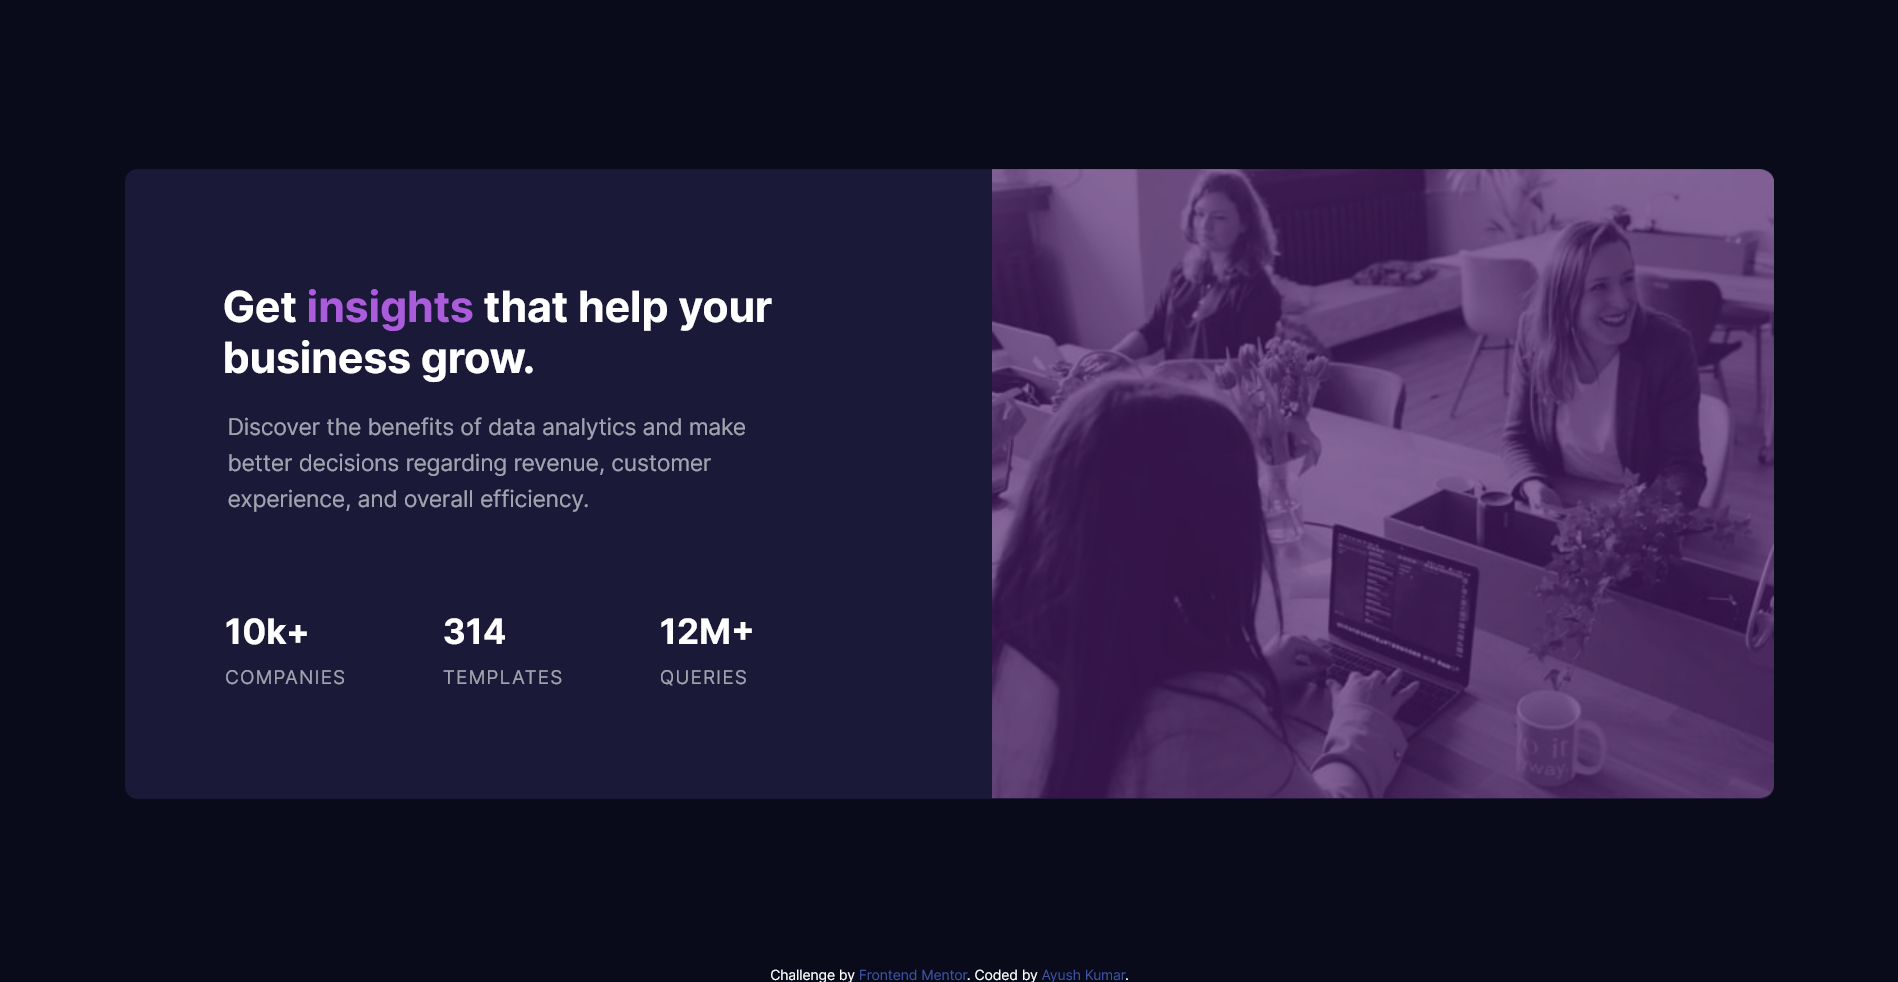 Get insights that help your
business grow.
Discover the benefits of data analytics and make
better decisions regarding revenue, customer
experience, and overall efficiency.
10k+
314
12M+
COMPANIES
TEMPLATES
QUERIES
o it
way
Challenge by Frontend Mentor. Coded by Ayush Kumar.